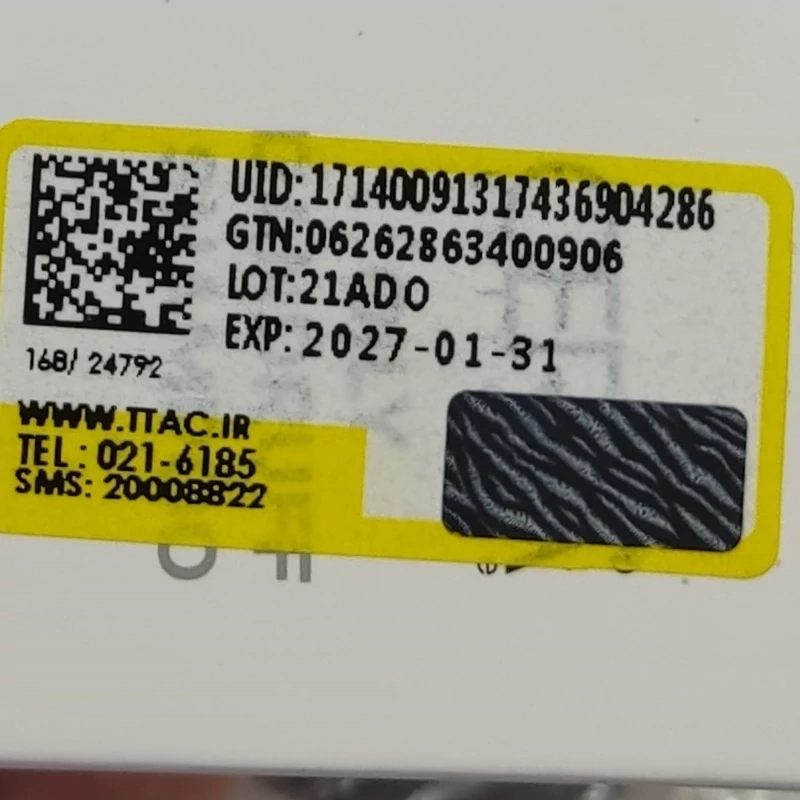 UID:17140091317436904286
GTN:06262863400906
LOT:21ADO
EXP: 2027-01-31
168/ 24792
WWW.TTAC.IR
TEL : 021-6185
SMS: 20008822